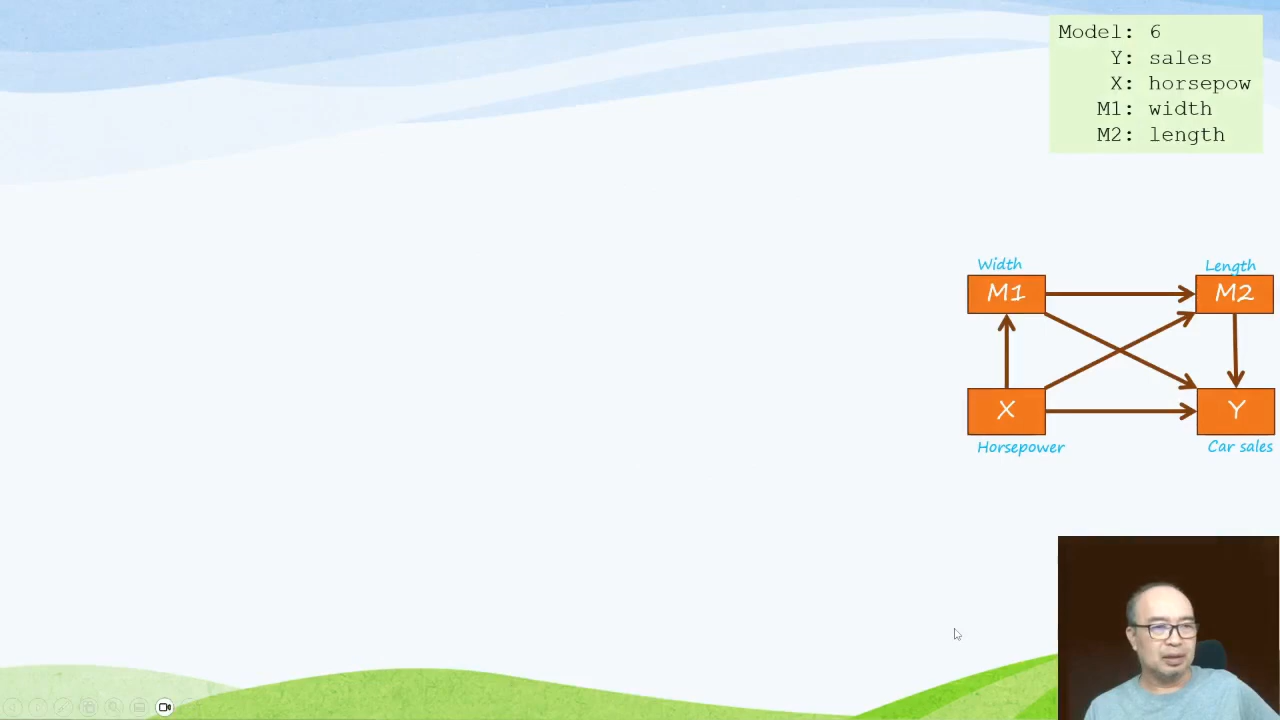 Model: 6
Y: sales
X: horsepow
M1: width
M2: length
Width
Length
M1
M2
X
Y
Horsepower
Car sales